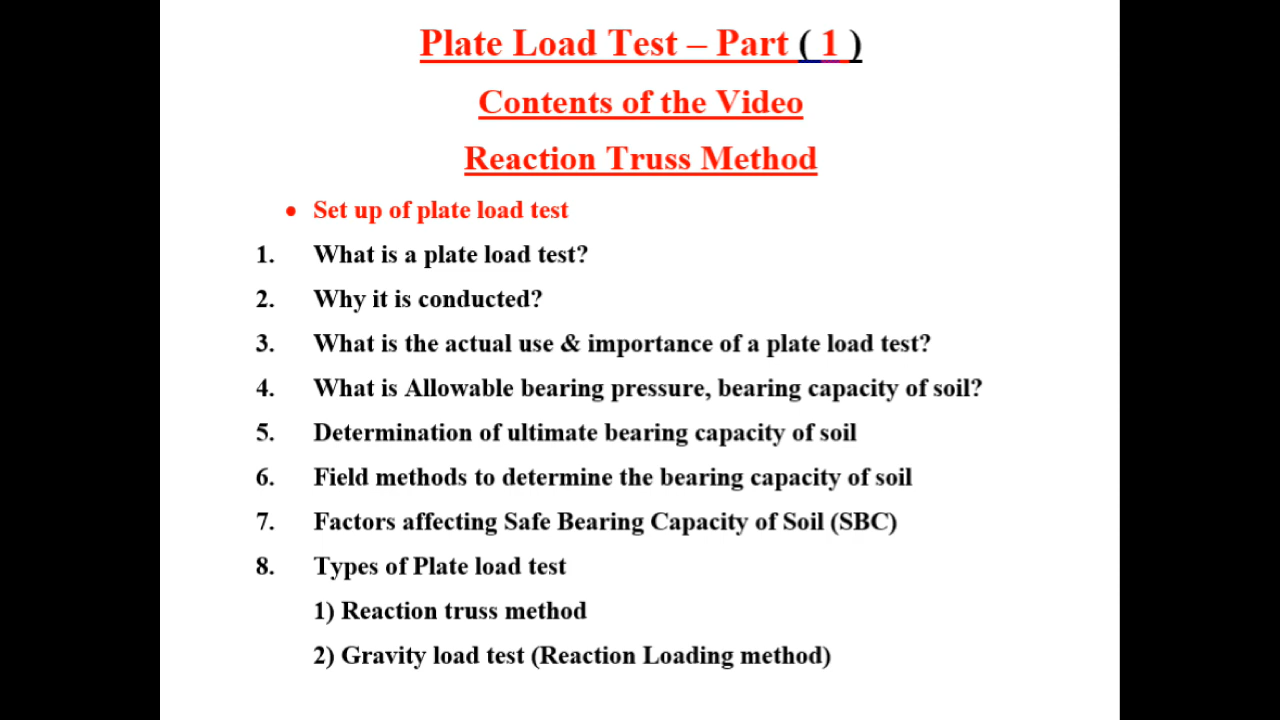 Plate Load Test – Part ( 1 )
Contents of the Video
Reaction Truss Method
• Set up of plate load test
1. What is a plate load test?
2. Why it is conducted?
3. What is the actual use & importance of a plate load test?
4. What is Allowable bearing pressure, bearing capacity of soil?
5. Determination of ultimate bearing capacity of soil
6. Field methods to determine the bearing capacity of soil
7. Factors affecting Safe Bearing Capacity of Soil (SBC)
8. Types of Plate load test
1) Reaction truss method
2) Gravity load test (Reaction Loading method)